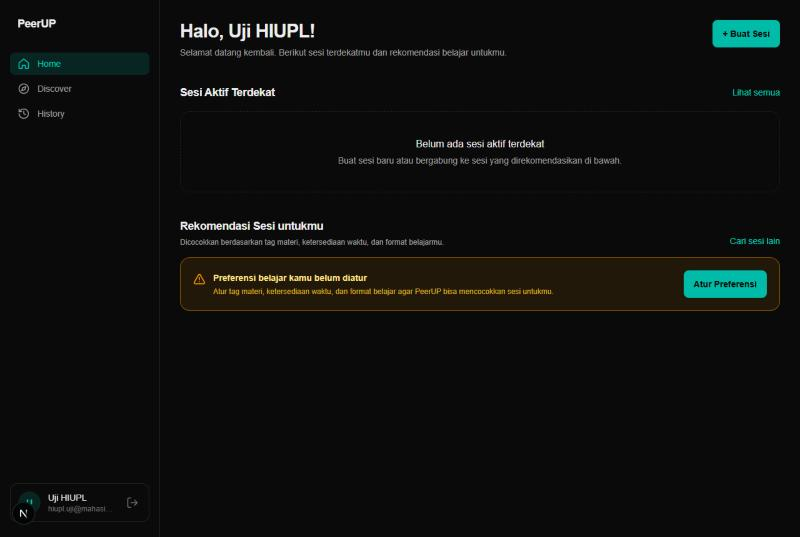 PeerUP
Home
Discover
History
Halo, Uji HIUPL!
Selamat datang kembali. Berikut sesi terdekatmu dan rekomendasi belajar untukmu.
+ Buat Sesi
Sesi Aktif Terdekat
Lihat semua
Belum ada sesi aktif terdekat
Buat sesi baru atau bergabung ke sesi yang direkomendasikan di bawah.
Rekomendasi Sesi untukmu
Dicocokkan berdasarkan tag materi, ketersediaan waktu, dan format belajarmu.
Cari sesi lain
Preferensi belajar kamu belum diatur
Atur tag materi, ketersediaan waktu, dan format belajar agar PeerUP bisa mencocokkan sesi untukmu.
Atur Preferensi
Uji HIUPL
hiupl.uji@mahasi...
N